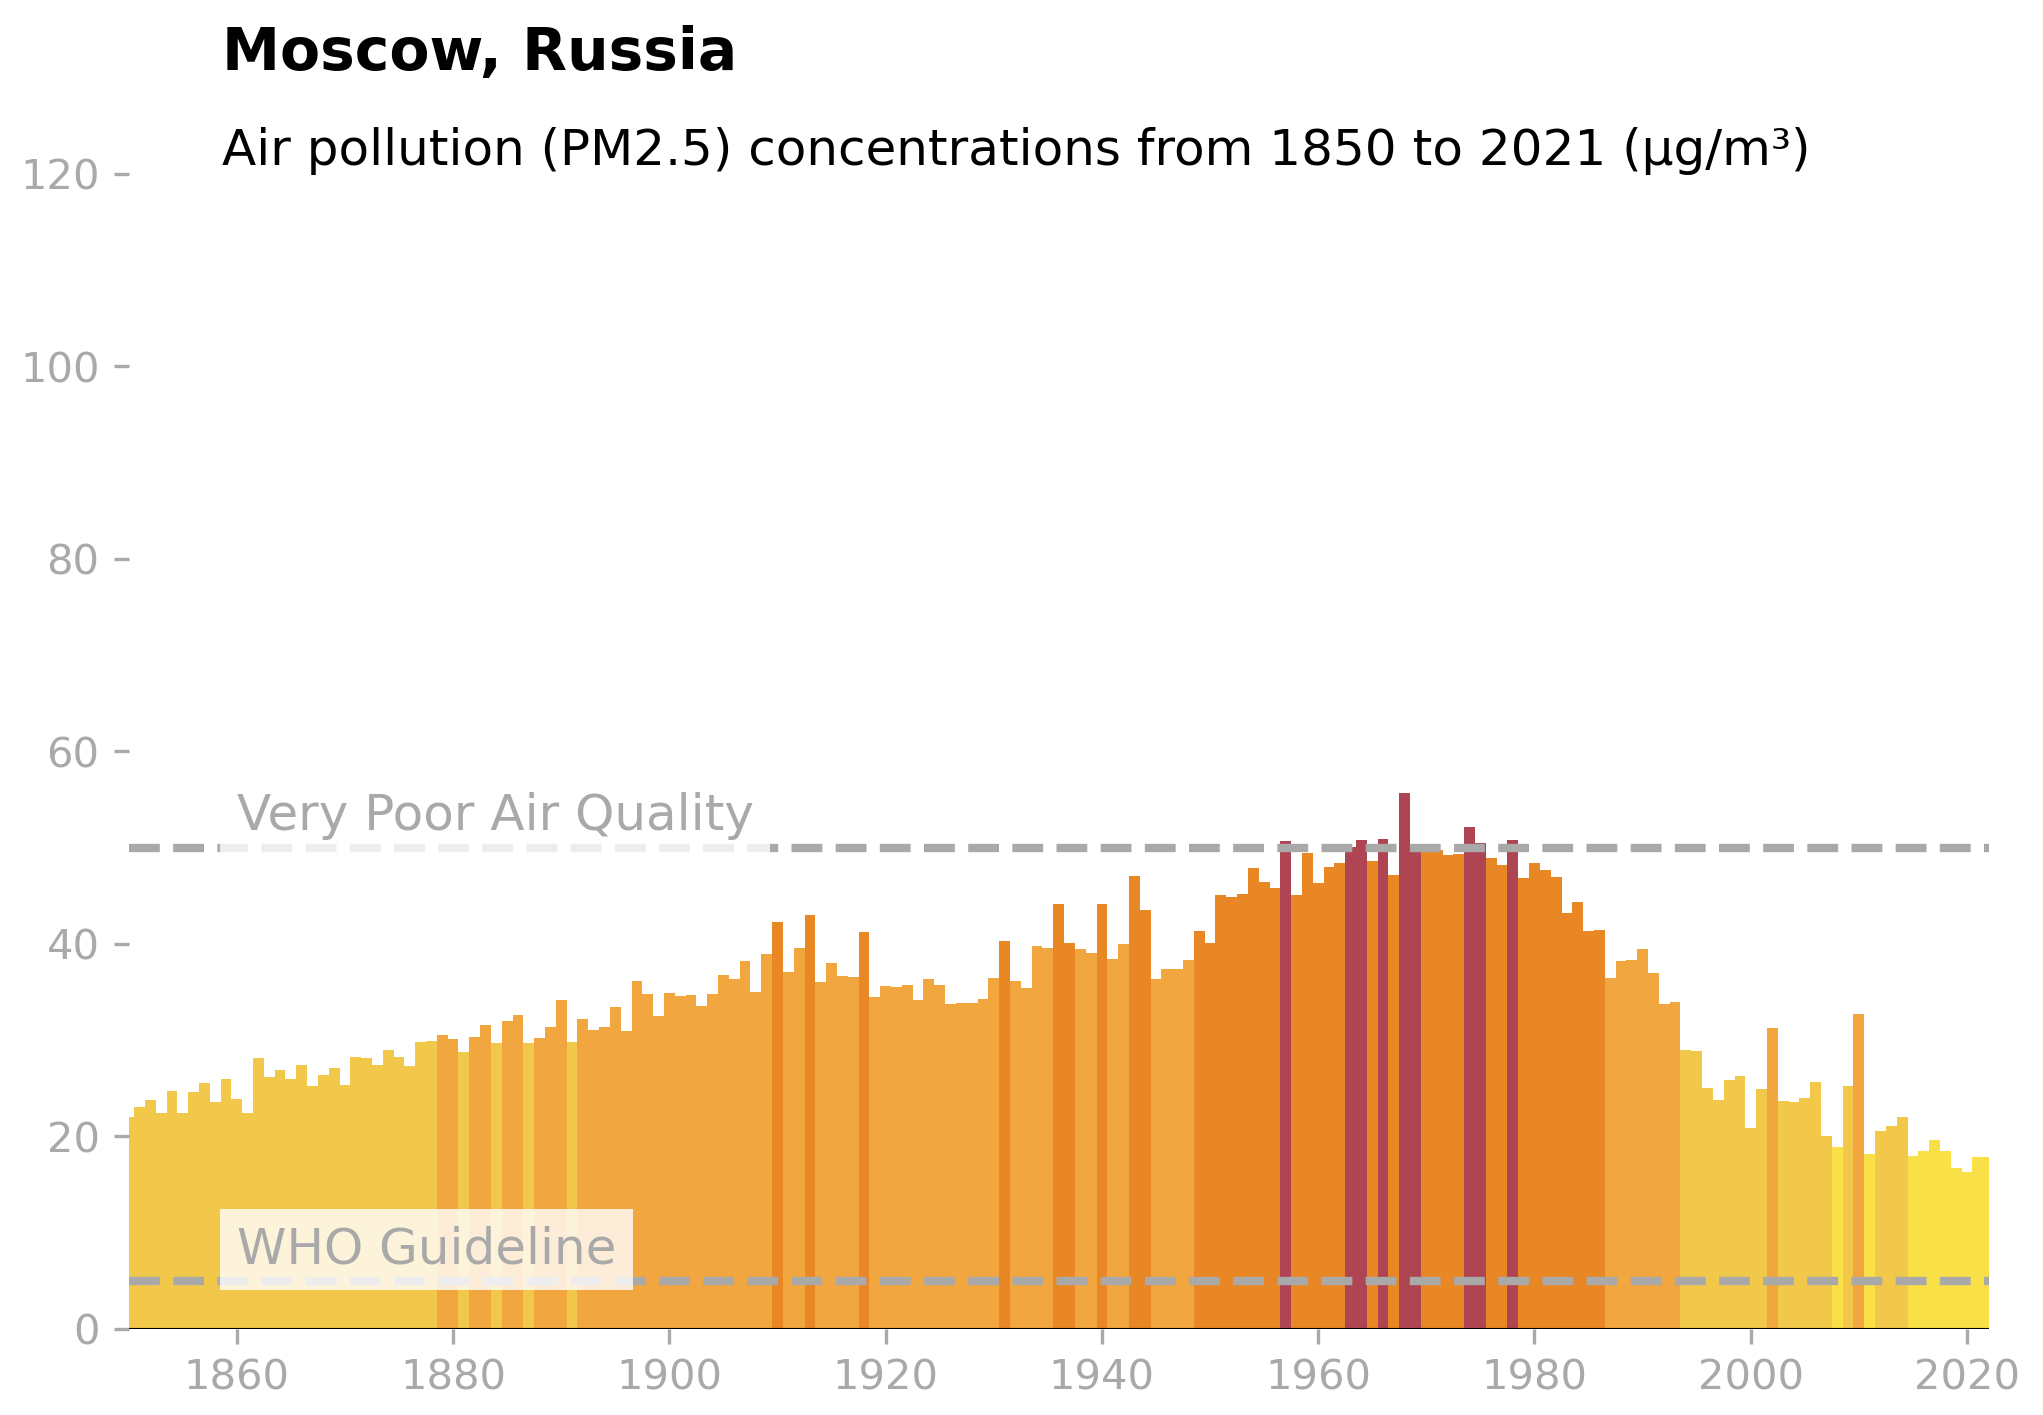 Moscow, Russia
Air pollution (PM2.5) concentrations from 1850 to 2021 (μg/m³)
120
100
80
60
Very Poor Air Quality
40
20
WHO Guideline
0
1860 1880 1900 1920 1940 1960 1980 2000 2020